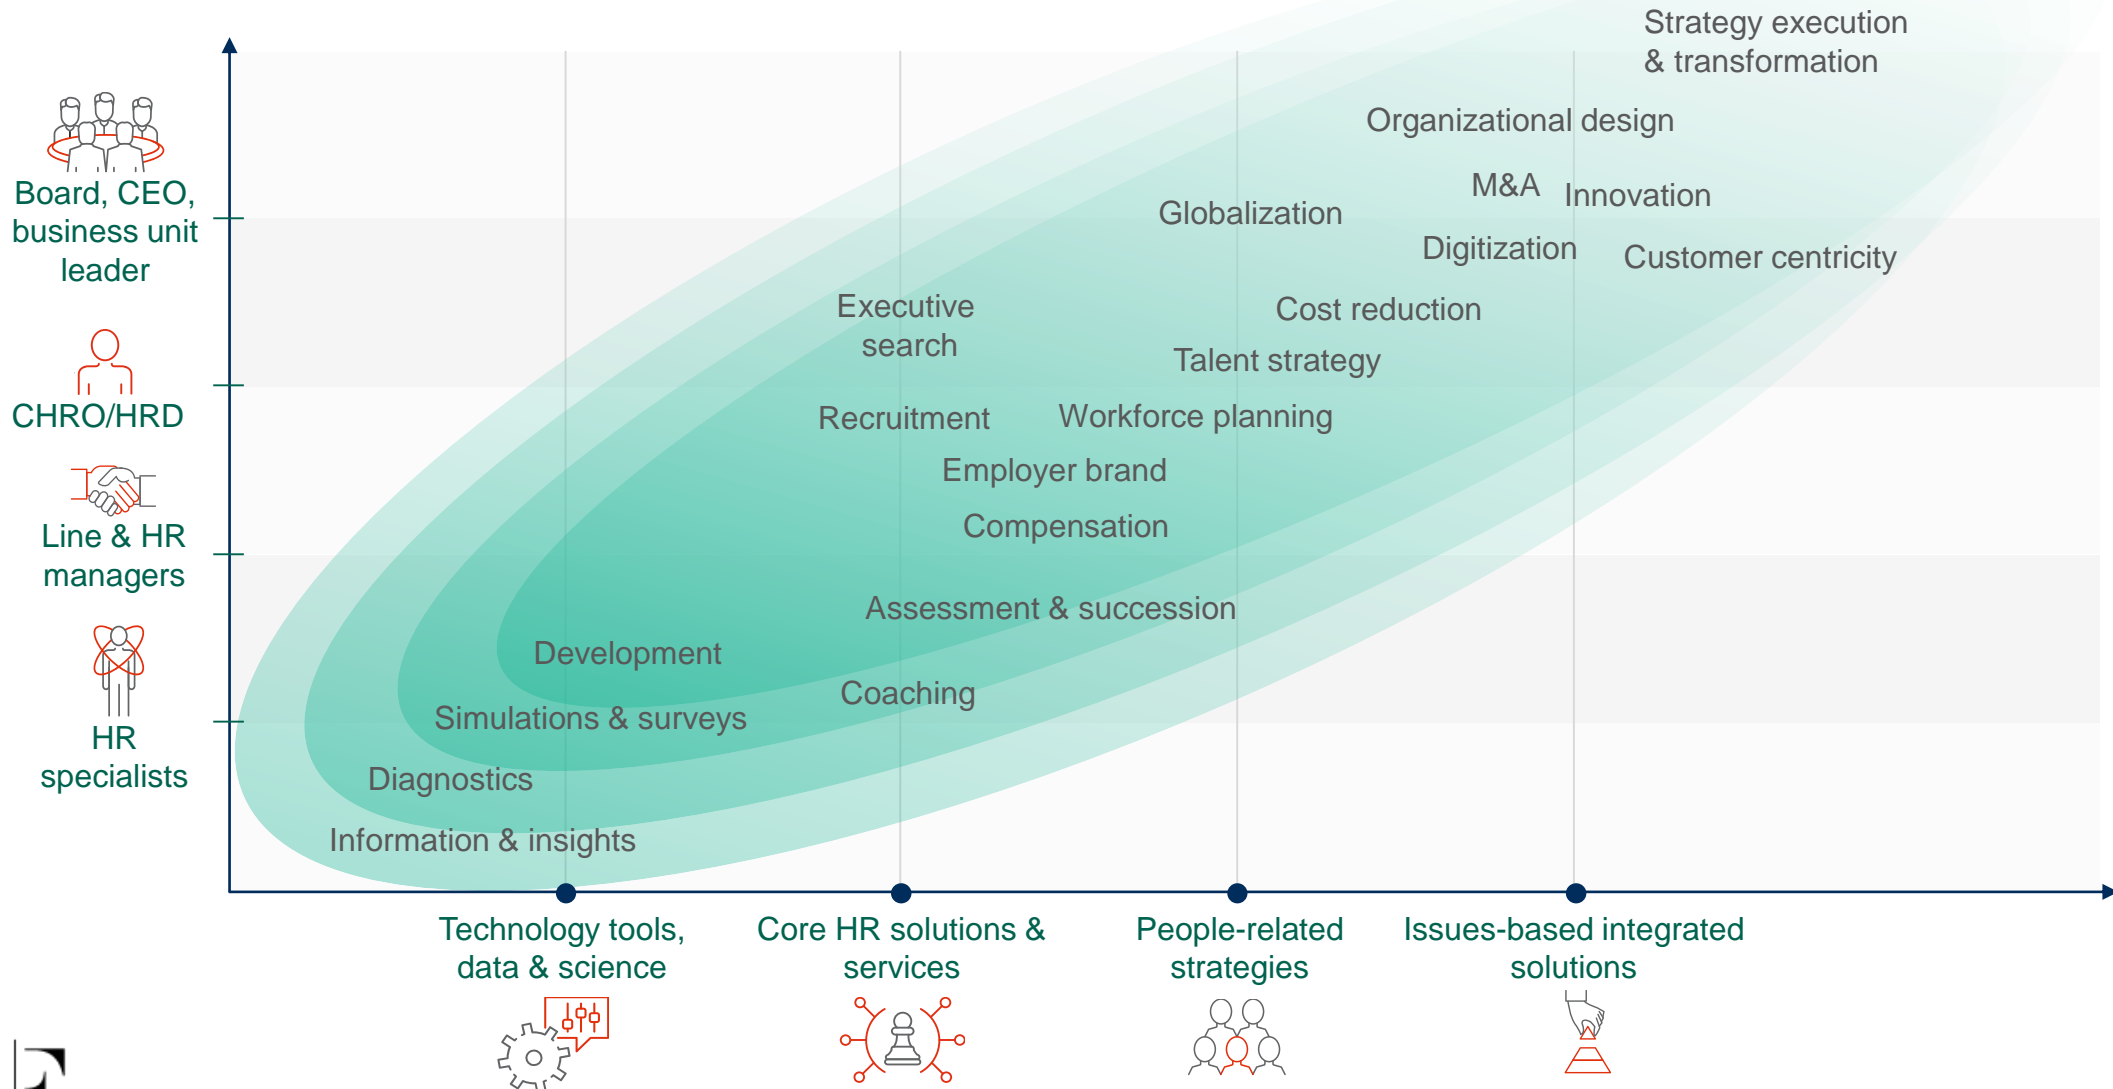 Strategy execution
& transformation
Organizational design
M&A
Innovation
Globalization
Digitization
Customer centricity
Executive
search
Cost reduction
Talent strategy
Recruitment
Workforce planning
Employer brand
Compensation
Assessment & succession
Development
Coaching
Simulations & surveys
Diagnostics
Information & insights
Board, CEO,
business unit
leader
CHRO/HRD
Line & HR
managers
HR
specialists
Technology tools,
data & science
Core HR solutions &
services
People-related
strategies
Issues-based integrated
solutions